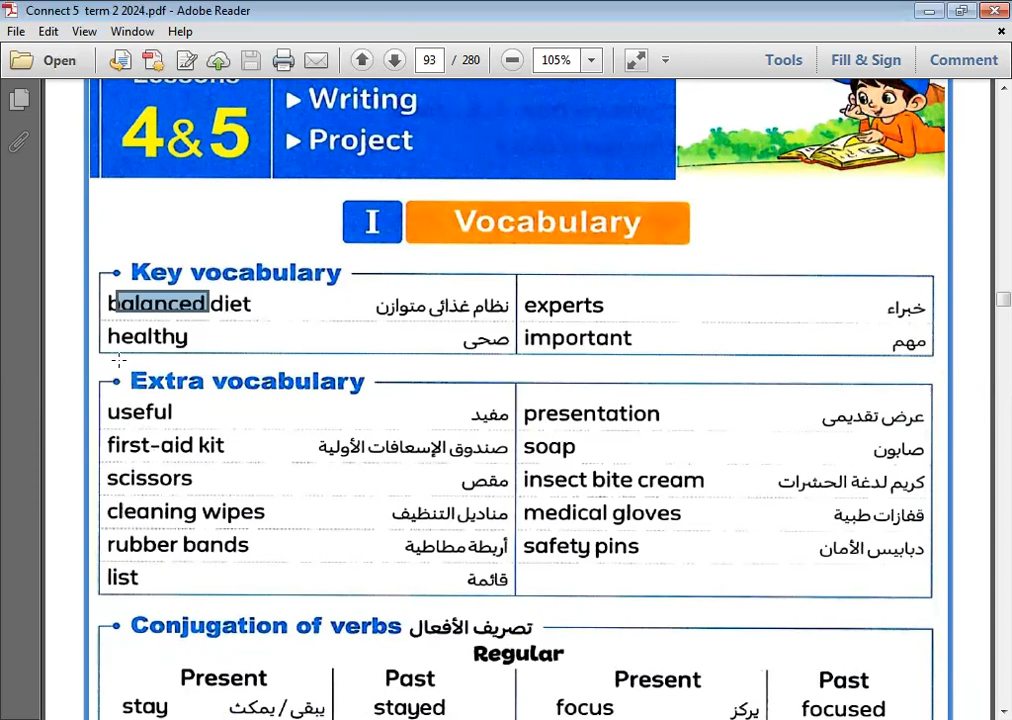 Connect 5 term 2 2024.pdf - Adobe Reader
File Edit View Window Help
Open 93 / 280 105% Tools Fill & Sign Comment
Lessons
4&5
Writing
Project
I Vocabulary
Key vocabulary
balanced diet نظام غذائى متوازن experts خبراء
healthy صحى important مهم
Extra vocabulary
useful مفيد presentation عرض تقديمى
first-aid kit صندوق الإسعافات الأولية soap صابون
scissors مقص insect bite cream كريم لدغة الحشرات
cleaning wipes مناديل التنظيف medical gloves قفازات طبية
rubber bands أربطة مطاطية safety pins دبابيس الأمان
list قائمة
Conjugation of verbs تصريف الأفعال
Regular
Present Past Present Past
stay يبقى / يمكث stayed focus يركز focused